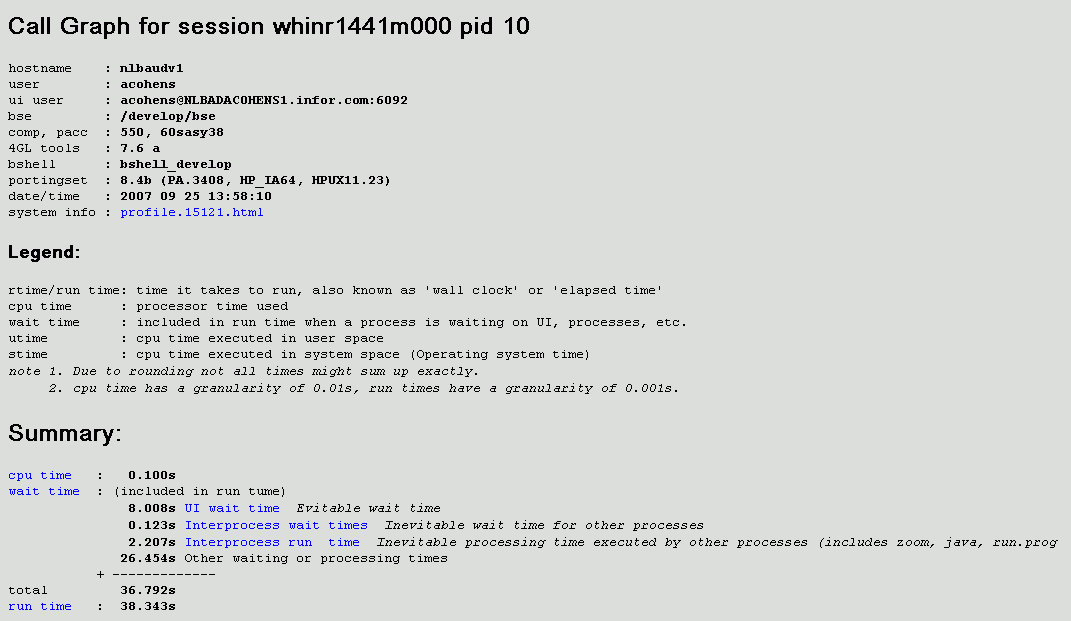 Call Graph for session whinr1441m000 pid 10
hostname : nlbaudv1
user : acohens
ui user : acohens@NLBADACOHENS1.infor.com:6092
bse : /develop/bse
comp, pacc : 550, 60sasy38
4GL tools : 7.6 a
bshell : bshell_develop
portingset : 8.4b (PA.3408, HP_IA64, HPUX11.23)
date/time : 2007 09 25 13:58:10
system info : profile.15121.html
Legend:
rtime/run time: time it takes to run, also known as 'wall clock' or 'elapsed time'
cpu time : processor time used
wait time : included in run time when a process is waiting on UI, processes, etc.
utime : cpu time executed in user space
stime : cpu time executed in system space (Operating system time)
note 1. Due to rounding not all times might sum up exactly.
2. cpu time has a granularity of 0.01s, run times have a granularity of 0.001s.
Summary:
cpu time : 0.100s
wait time : (included in run tume)
8.008s UI wait time Evitable wait time
0.123s Interprocess wait times Inevitable wait time for other processes
2.207s Interprocess run time Inevitable processing time executed by other processes (includes zoom, java, run.prog
26.454s Other waiting or processing times
+ -------------
total 36.792s
run time : 38.343s